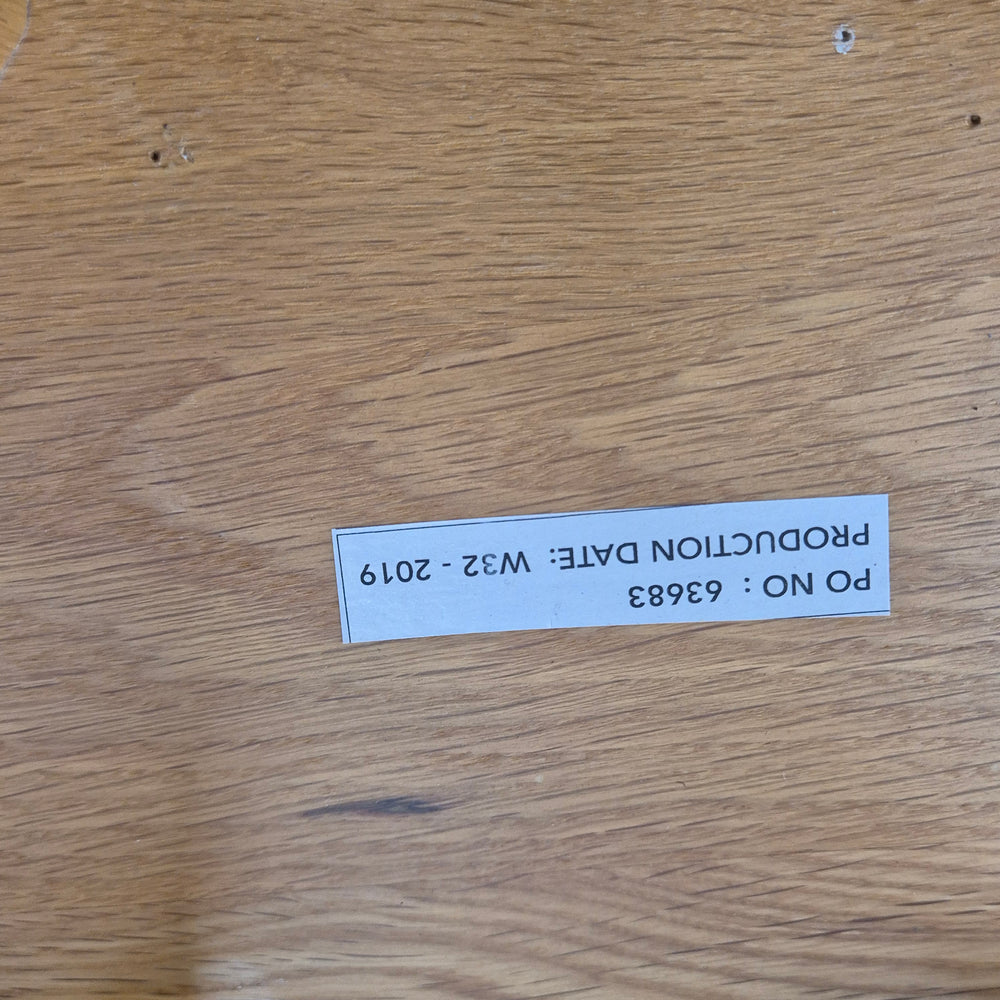 PO NO : 63683
PRODUCTION DATE: W32 - 2019